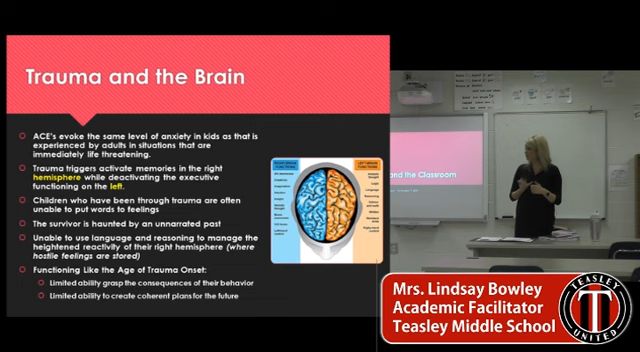 Trauma and the Brain
ACE's evoke the same level of anxiety in kids as that is
experienced by adults in situations that are
immediately life threatening.
Trauma triggers activate memories in the right
hemisphere while deactivating the executive
functioning on the left.
Children who have been through trauma are often
unable to put words to feelings
The survivor is haunted by an unnarrated past
Unable to use language and reasoning to manage the
heightened reactivity of their right hemisphere (where
hostile feelings are stored)
Functioning Like the Age of Trauma Onset:
Limited ability grasp the consequences of their behavior
Limited ability to create coherent plans for the future
RIGHT BRAIN
FUNCTIONS
LEFT BRAIN
FUNCTIONS
and the Classroom
Mrs. Lindsay Bowley
Academic Facilitator
Teasley Middle School
TEASLEY
T
UNITED